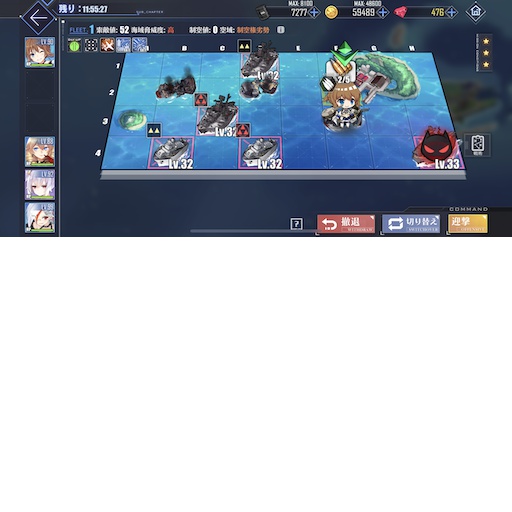 残り：11:55:27
MAX: 8100
7277
MAX: 48600
59489
476
FLEET. 1 索敵値: 52 海域脅威度: 高
制空値: 0 空域: 制空権劣勢
B C E F G H
1
2
3
4
2/5
Lv.32
Lv.32
Lv.32
Lv.32
Lv.33
COMMAND
?
撤退
WITHDRAW
切り替え
SWITCHOVER
迎撃